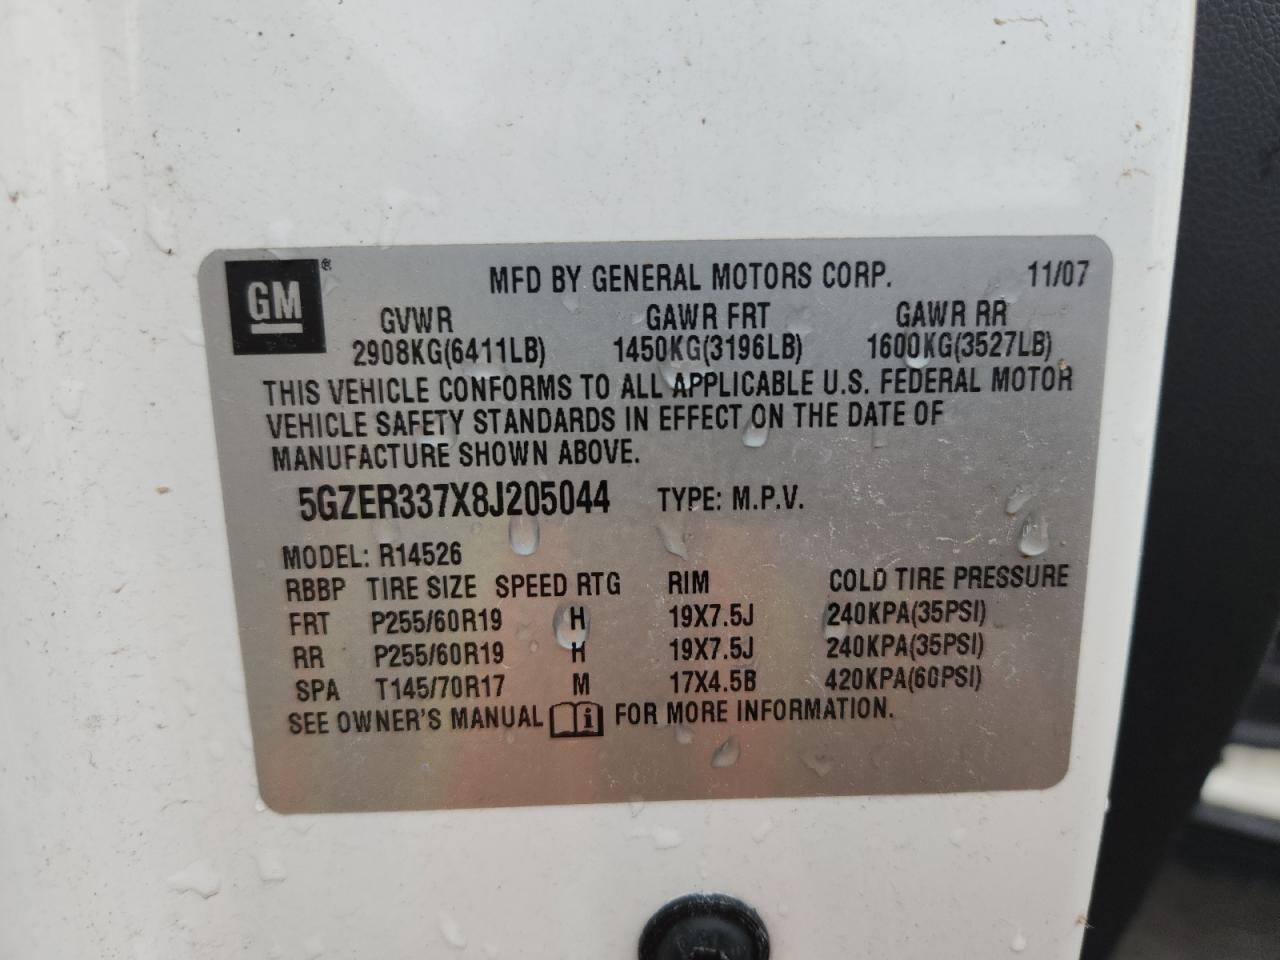 GM® MFD BY GENERAL MOTORS CORP. 11/07
GVWR GAWR FRT GAWR RR
2908KG(6411LB) 1450KG(3196LB) 1600KG(3527LB)
THIS VEHICLE CONFORMS TO ALL APPLICABLE U.S. FEDERAL MOTOR
VEHICLE SAFETY STANDARDS IN EFFECT ON THE DATE OF
MANUFACTURE SHOWN ABOVE.
5GZER337X8J205044 TYPE: M.P.V.
MODEL: R14526
RBBP TIRE SIZE SPEED RTG RIM COLD TIRE PRESSURE
FRT P255/60R19 H 19X7.5J 240KPA(35PSI)
RR P255/60R19 H 19X7.5J 240KPA(35PSI)
SPA T145/70R17 M 17X4.5B 420KPA(60PSI)
SEE OWNER'S MANUAL i FOR MORE INFORMATION.